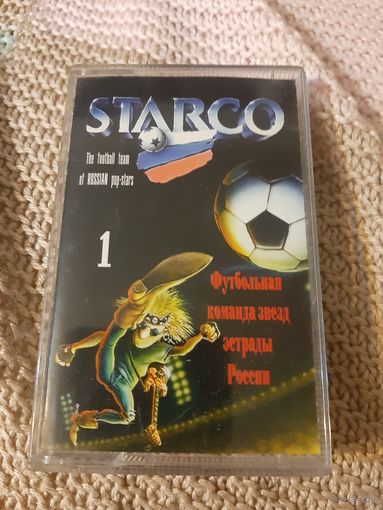 STARCO
The football team
of RUSSIAN pop-stars
1
Футбольная
команда звезд
эстрады
России